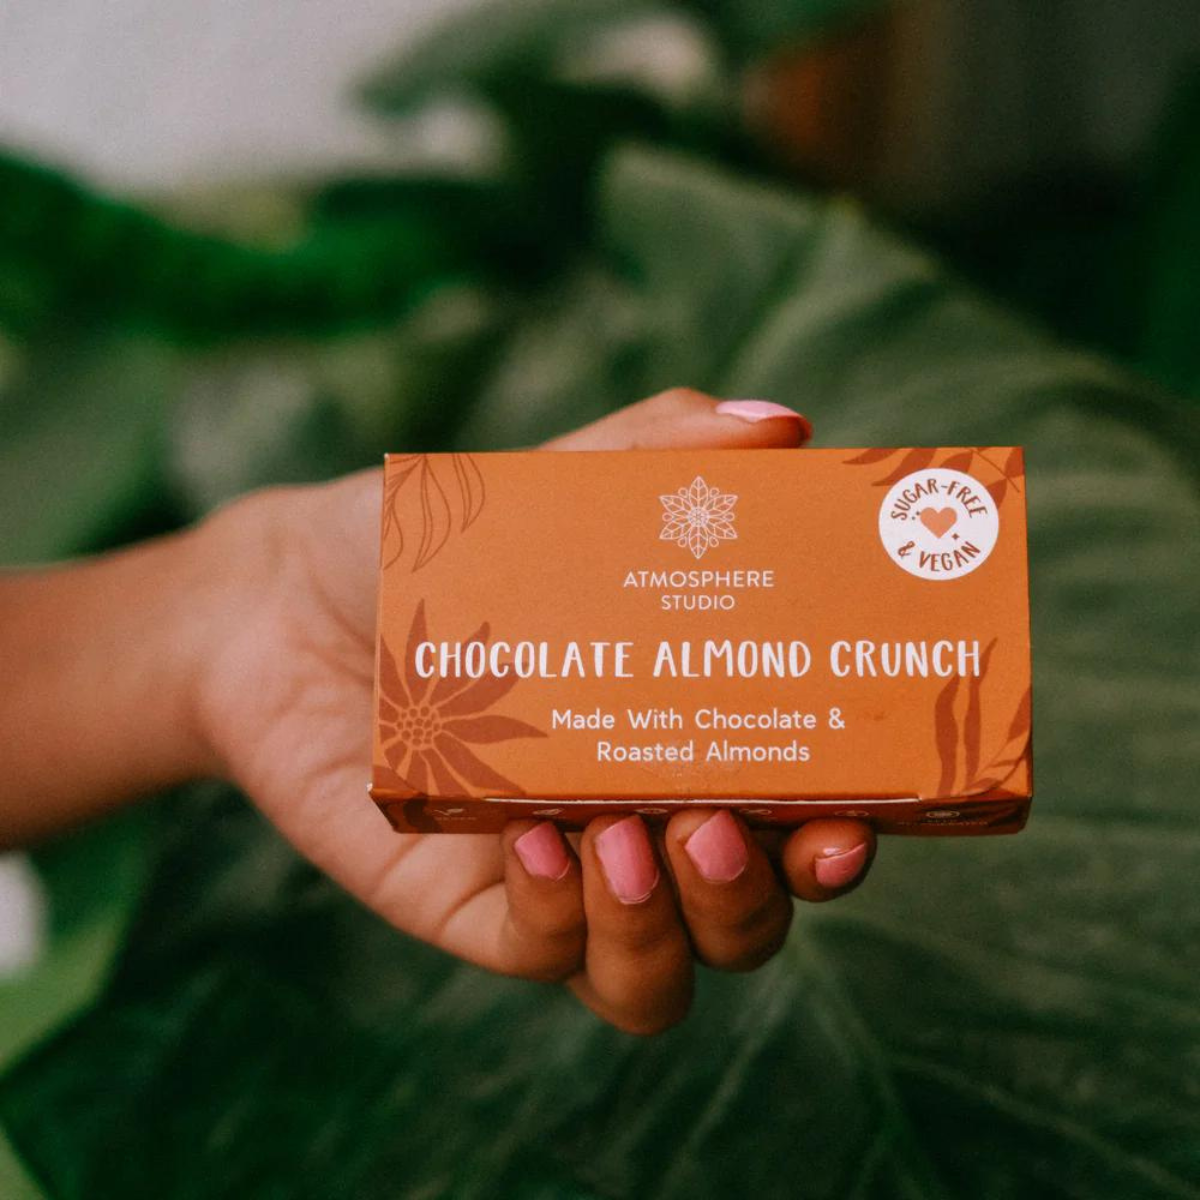 SUGAR-FREE
& VEGAN
ATMOSPHERE
STUDIO
CHOCOLATE ALMOND CRUNCH
Made With Chocolate &
Roasted Almonds